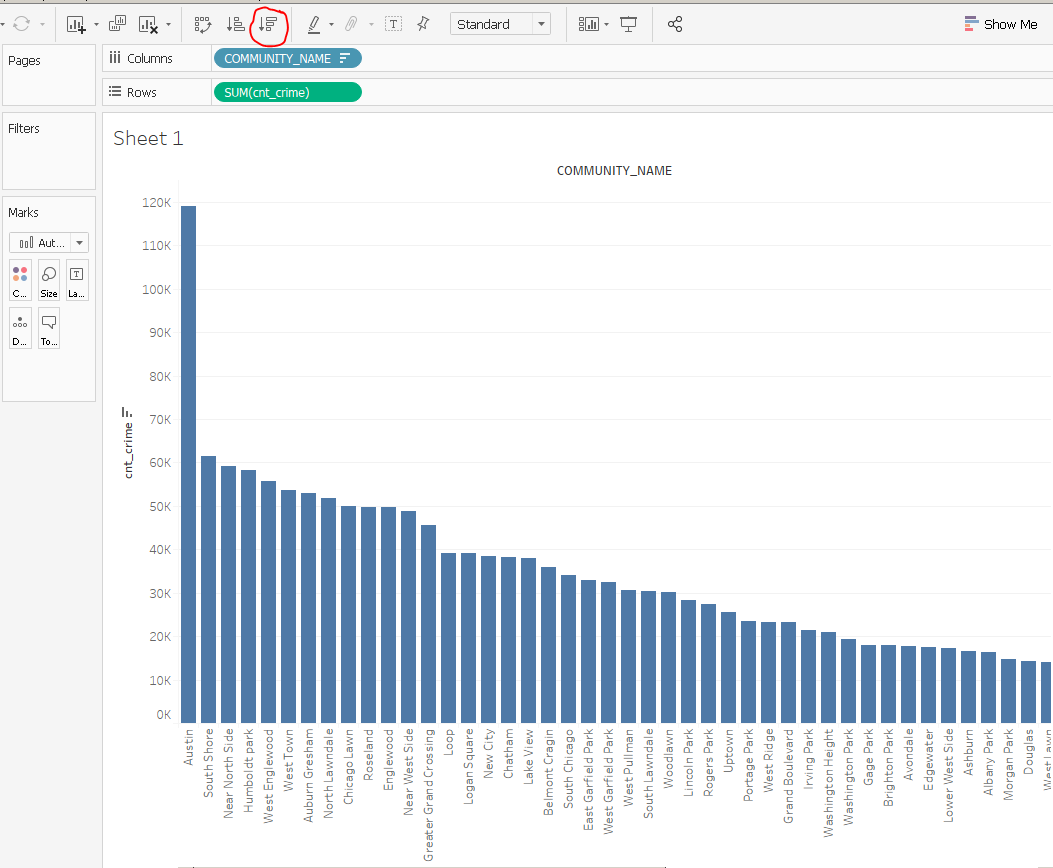 Standard
Show Me
Pages
Columns
COMMUNITY_NAME
Rows
SUM(cnt_crime)
Filters
Sheet 1
Marks
Aut...
C...
Size
La...
D...
To...
COMMUNITY_NAME
cnt_crime
120K
110K
100K
90K
80K
70K
60K
50K
40K
30K
20K
10K
0K
Austin
South Shore
Near North Side
Humboldt park
West Englewood
West Town
Auburn Gresham
North Lawndale
Chicago Lawn
Roseland
Englewood
Near West Side
Greater Grand Crossing
Loop
Logan Square
New City
Chatham
Lake View
Belmont Cragin
South Chicago
East Garfield Park
West Garfield Park
West Pullman
South Lawndale
Woodlawn
Lincoln Park
Rogers Park
Uptown
Portage Park
West Ridge
Grand Boulevard
Irving Park
Washington Height
Washington Park
Gage Park
Brighton Park
Avondale
Edgewater
Lower West Side
Ashburn
Albany Park
Morgan Park
Douglas